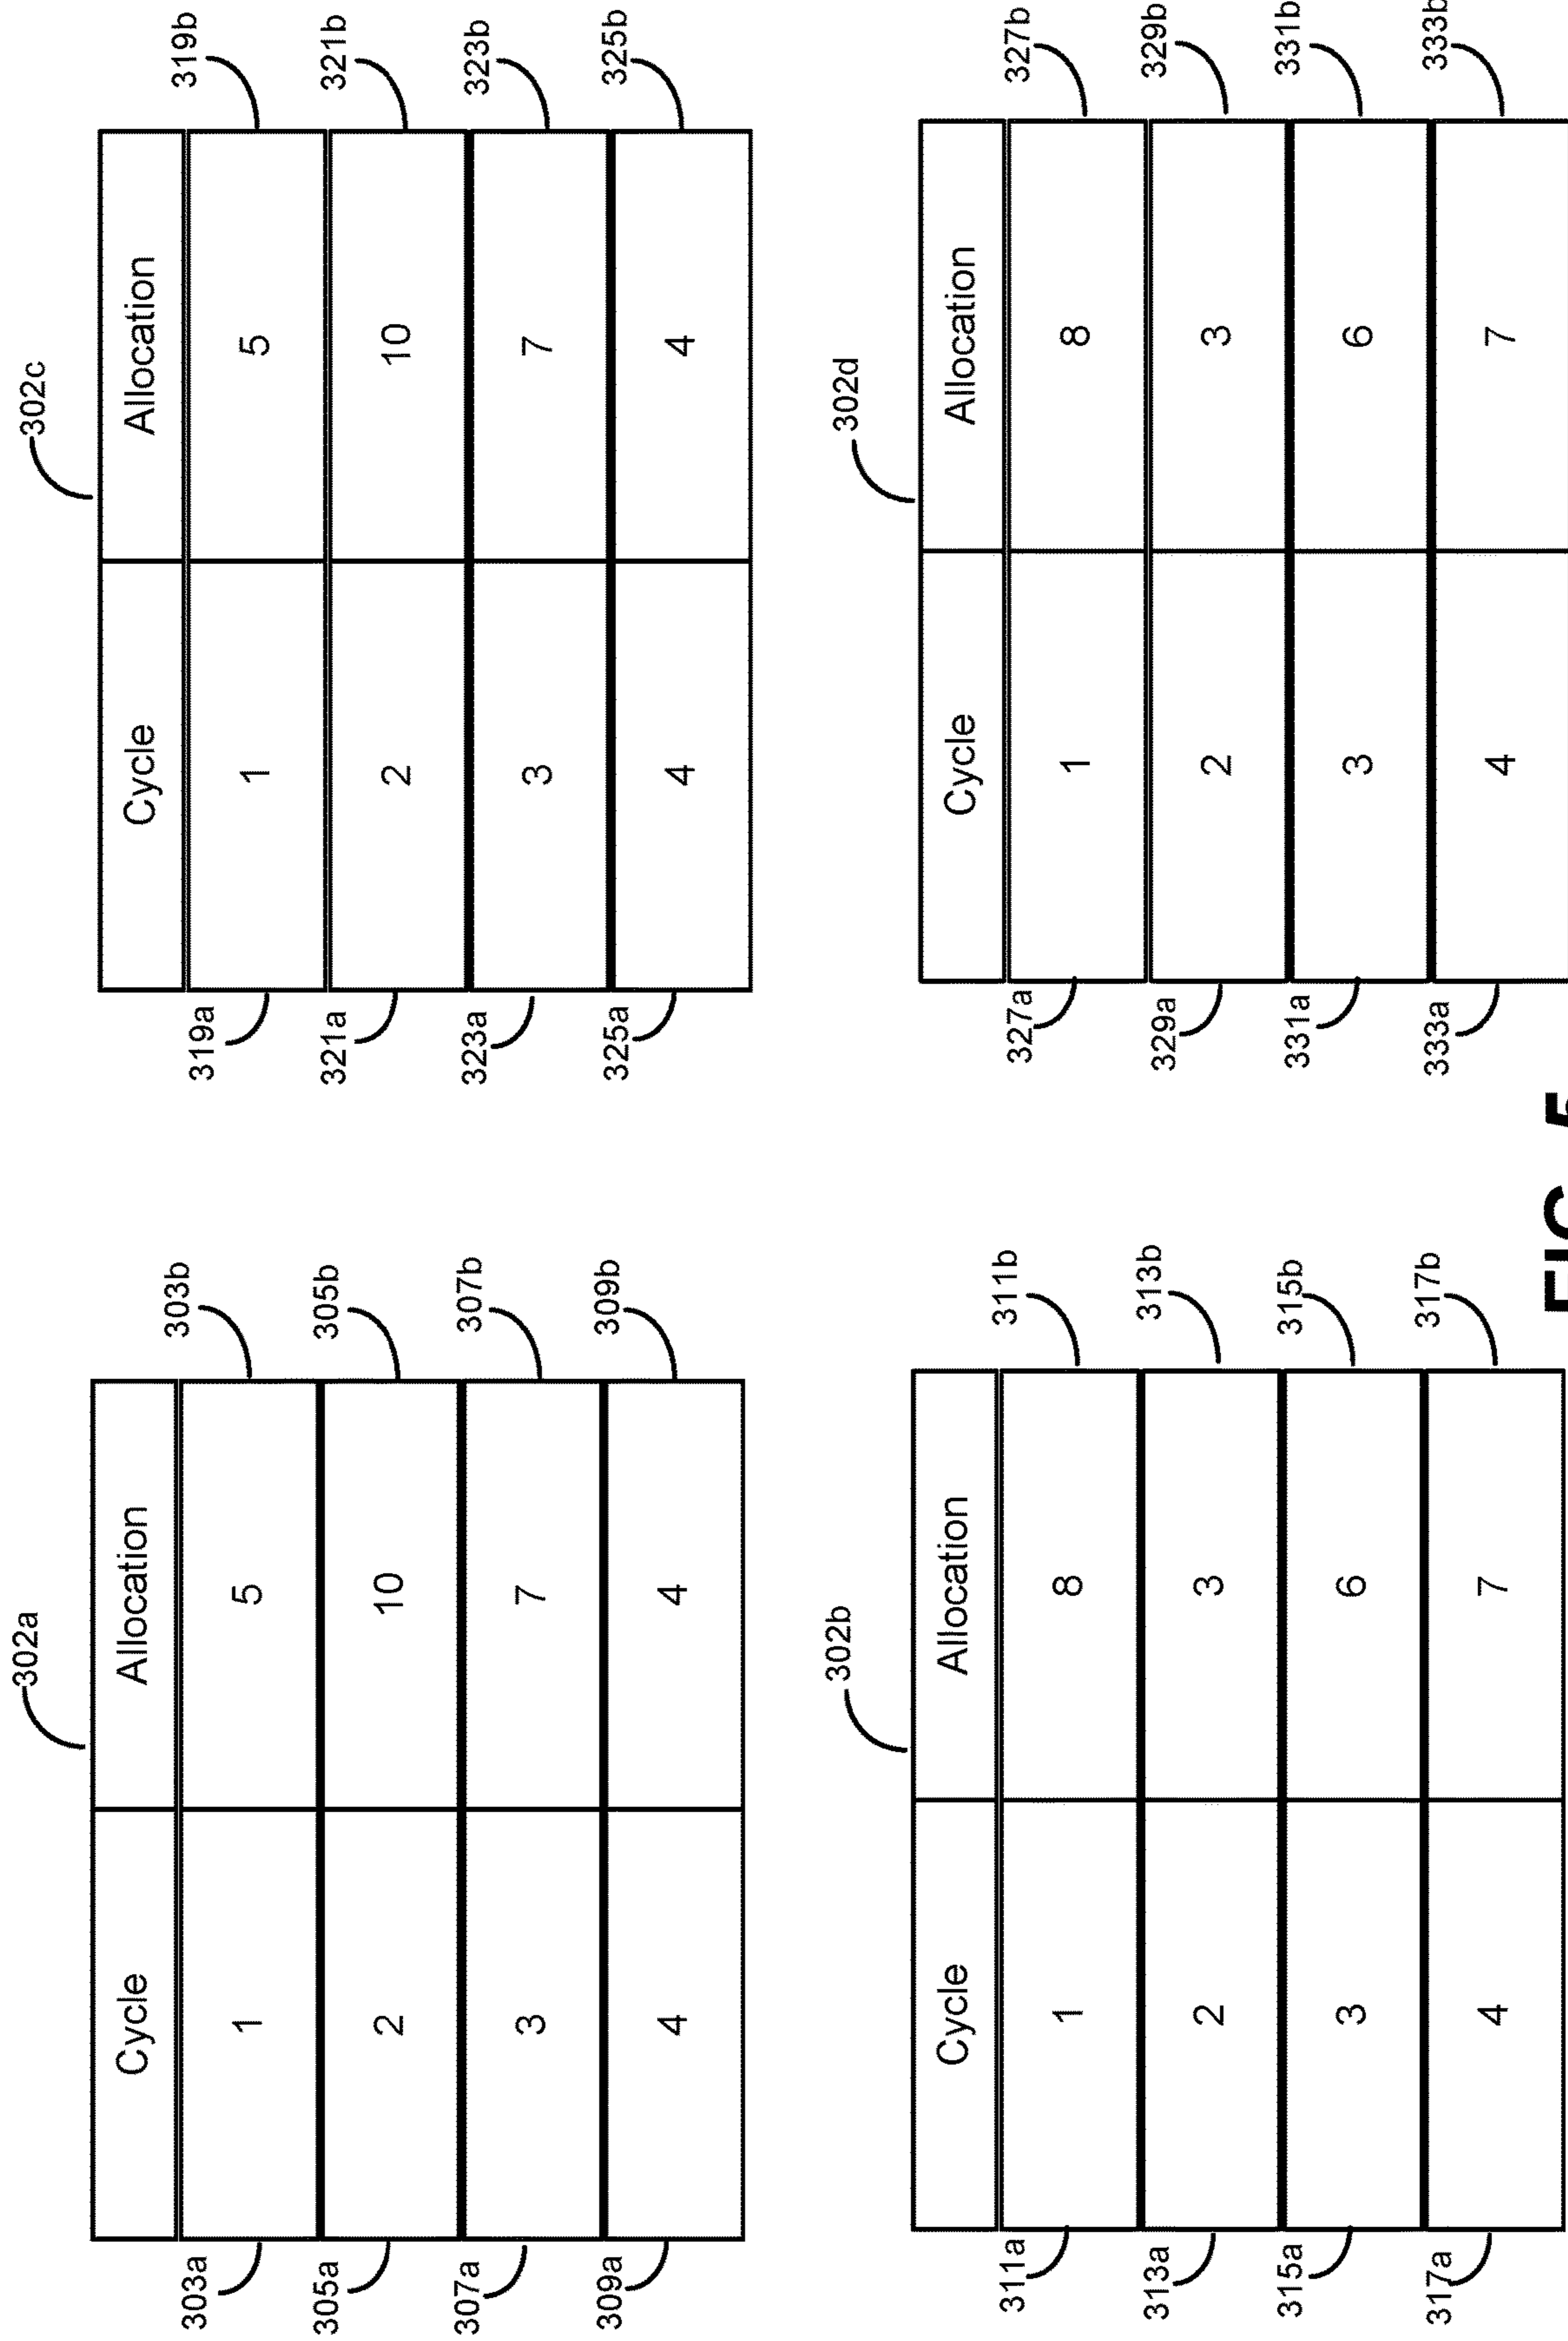 302a
Cycle Allocation
303a 1 5 303b
305a 2 10 305b
307a 3 7 307b
309a 4 4 309b
302c
Cycle Allocation
319a 1 5 319b
321a 2 10 321b
323a 3 7 323b
325a 4 4 325b
302b
Cycle Allocation
311a 1 8 311b
313a 2 3 313b
315a 3 6 315b
317a 4 7 317b
302d
Cycle Allocation
327a 1 8 327b
329a 2 3 329b
331a 3 6 331b
333a 4 7 333b
FIG.